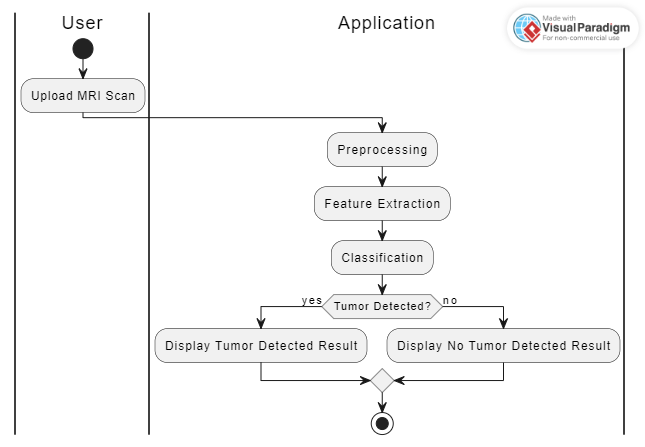 User
Application
Made with
Visual Paradigm
For non-commercial use
Upload MRI Scan
Preprocessing
Feature Extraction
Classification
yes
Tumor Detected?
no
Display Tumor Detected Result
Display No Tumor Detected Result